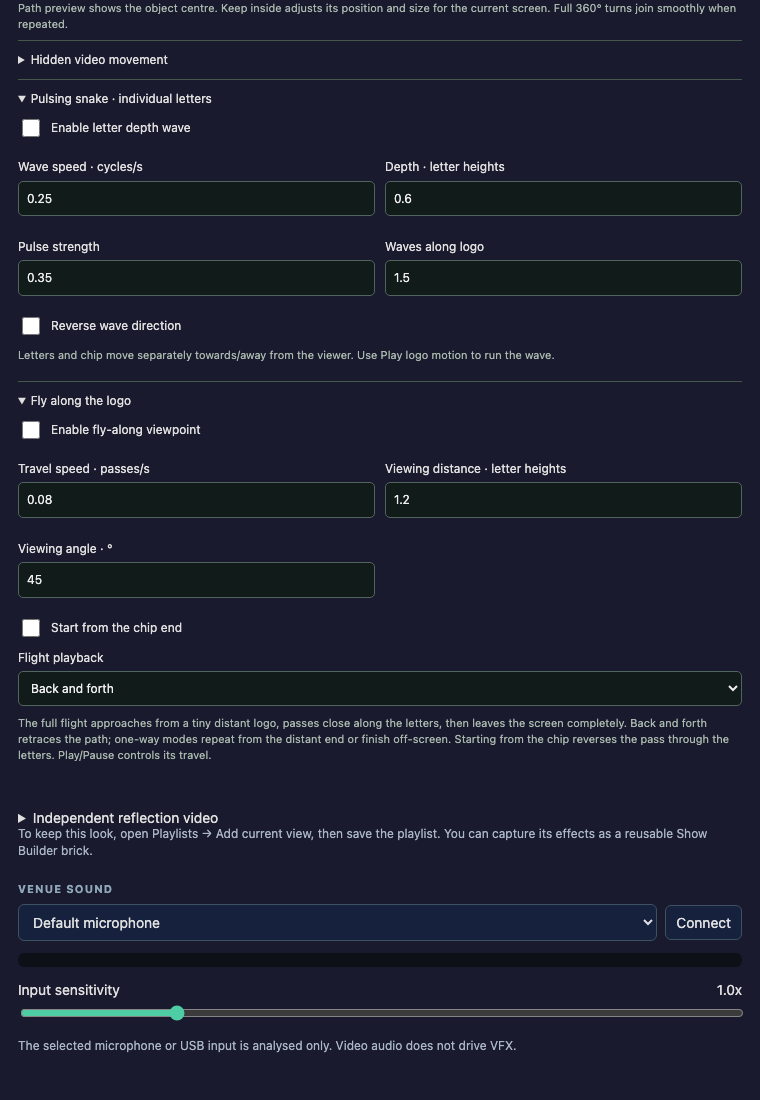 Path preview shows the object centre. Keep inside adjusts its position and size for the current screen. Full 360° turns join smoothly when
repeated.
Hidden video movement
Pulsing snake · individual letters
Enable letter depth wave
Wave speed · cycles/s
Depth · letter heights
0.25
0.6
Pulse strength
Waves along logo
0.35
1.5
Reverse wave direction
Letters and chip move separately towards/away from the viewer. Use Play logo motion to run the wave.
Fly along the logo
Enable fly-along viewpoint
Travel speed · passes/s
Viewing distance · letter heights
0.08
1.2
Viewing angle · °
45
Start from the chip end
Flight playback
Back and forth
The full flight approaches from a tiny distant logo, passes close along the letters, then leaves the screen completely. Back and forth
retraces the path; one-way modes repeat from the distant end or finish off-screen. Starting from the chip reverses the pass through the
letters. Play/Pause controls its travel.
Independent reflection video
To keep this look, open Playlists → Add current view, then save the playlist. You can capture its effects as a reusable Show
Builder brick.
VENUE SOUND
Default microphone
Connect
Input sensitivity
1.0x
The selected microphone or USB input is analysed only. Video audio does not drive VFX.